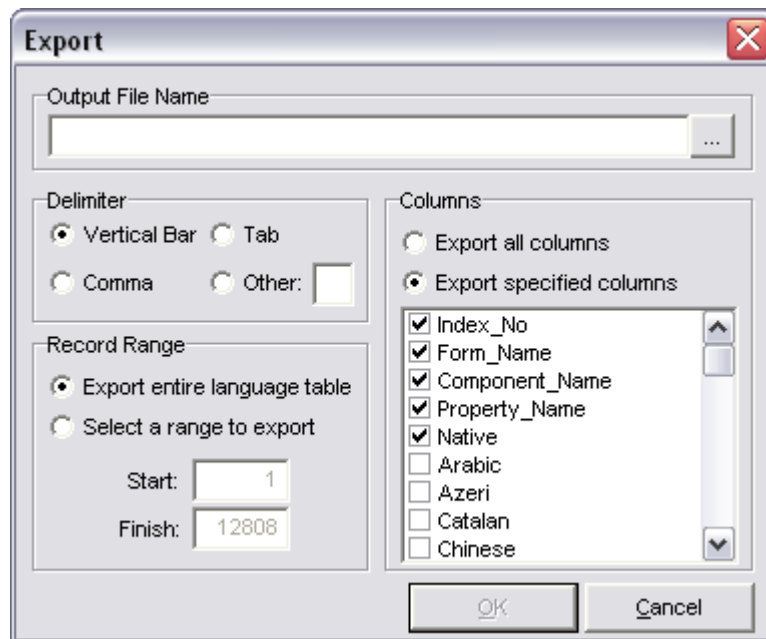 Export
Output File Name
...
Delimiter
Vertical Bar
Tab
Comma
Other:
Record Range
Export entire language table
Select a range to export
Start:
1
Finish:
12808
Columns
Export all columns
Export specified columns
Index_No
Form_Name
Component_Name
Property_Name
Native
Arabic
Azeri
Catalan
Chinese
OK
Cancel